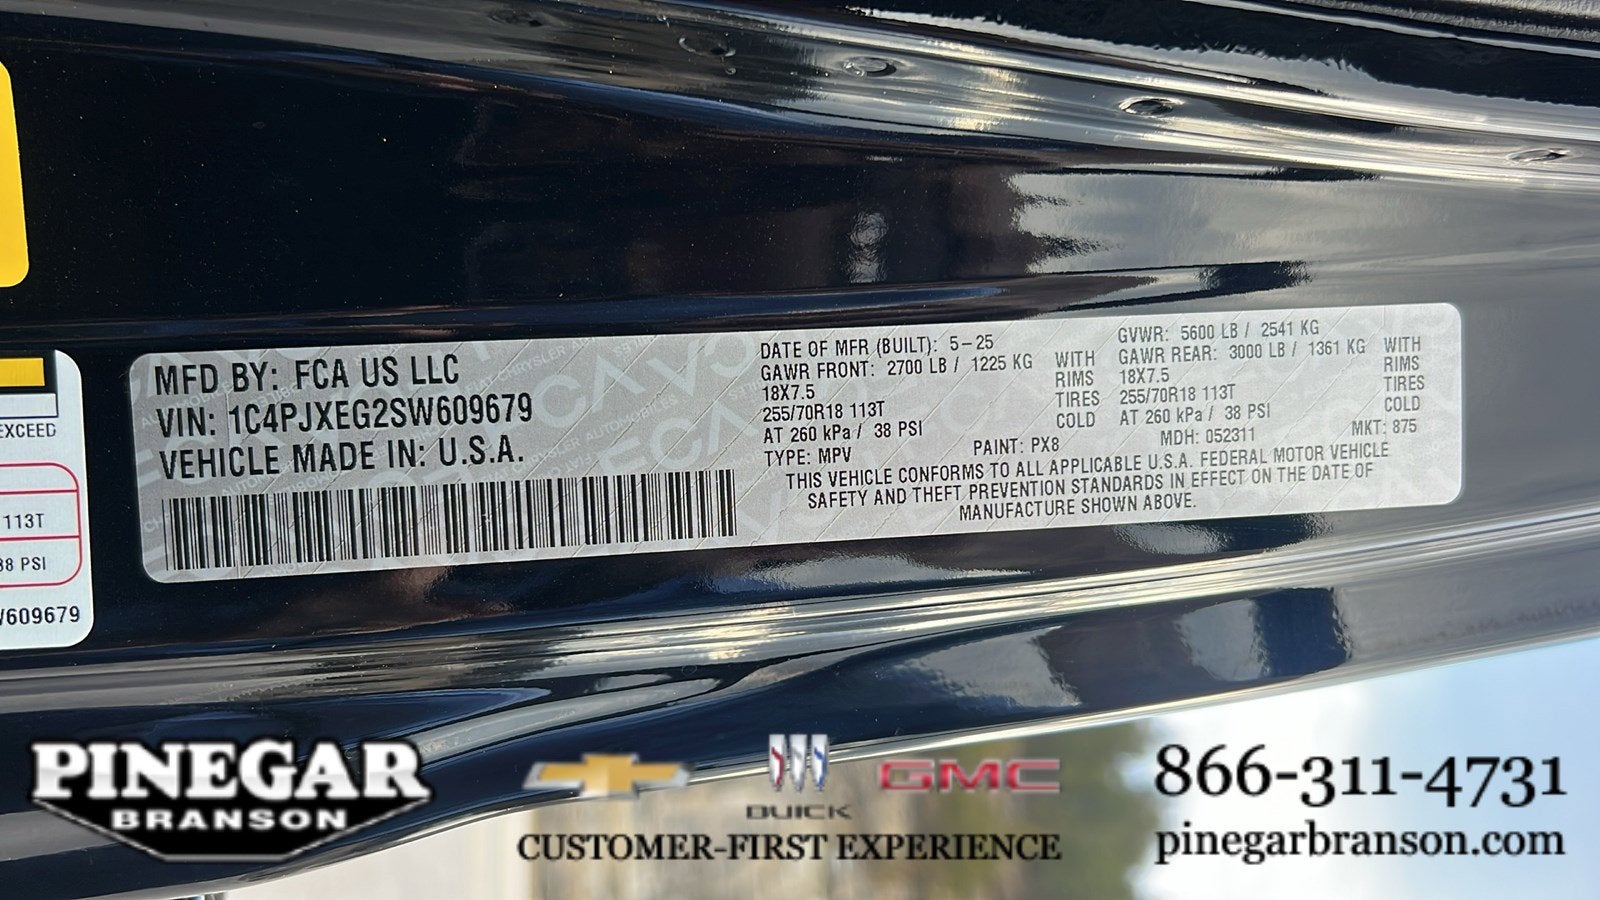 MFD BY: FCA US LLC
VIN: 1C4PJXEG2SW609679
VEHICLE MADE IN: U.S.A.
DATE OF MFR (BUILT): 5-25
GAWR FRONT: 2700 LB / 1225 KG
18X7.5
255/70R18 113T
AT 260 kPa / 38 PSI
TYPE: MPV
WITH
RIMS
TIRES
COLD
PAINT: PX8
GVWR: 5600 LB / 2541 KG
GAWR REAR: 3000 LB / 1361 KG
18X7.5
255/70R18 113T
AT 260 kPa / 38 PSI
WITH
RIMS
TIRES
COLD
MDH: 052311
MKT: 875
THIS VEHICLE CONFORMS TO ALL APPLICABLE U.S.A. FEDERAL MOTOR VEHICLE
SAFETY AND THEFT PREVENTION STANDARDS IN EFFECT ON THE DATE OF
MANUFACTURE SHOWN ABOVE.
EXCEED
113T
38 PSI
W609679
PINEGAR
BRANSON
BUICK
GMC
CUSTOMER-FIRST EXPERIENCE
866-311-4731
pinegarbranson.com